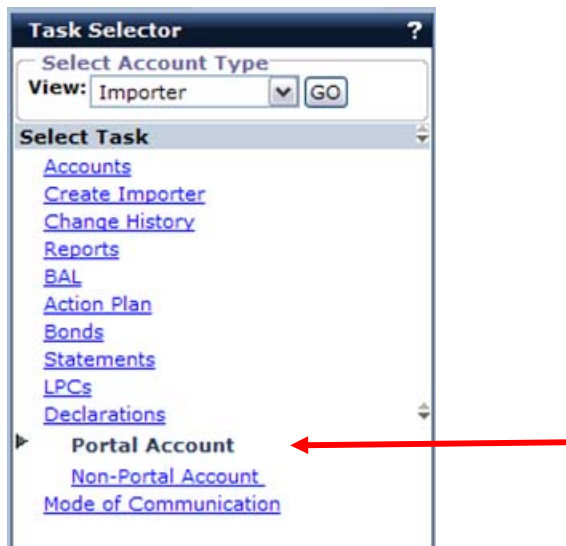 Task Selector ?
Select Account Type
View: Importer GO
Select Task
Accounts
Create Importer
Change History
Reports
BAL
Action Plan
Bonds
Statements
LPCs
Declarations
Portal Account
Non-Portal Account
Mode of Communication